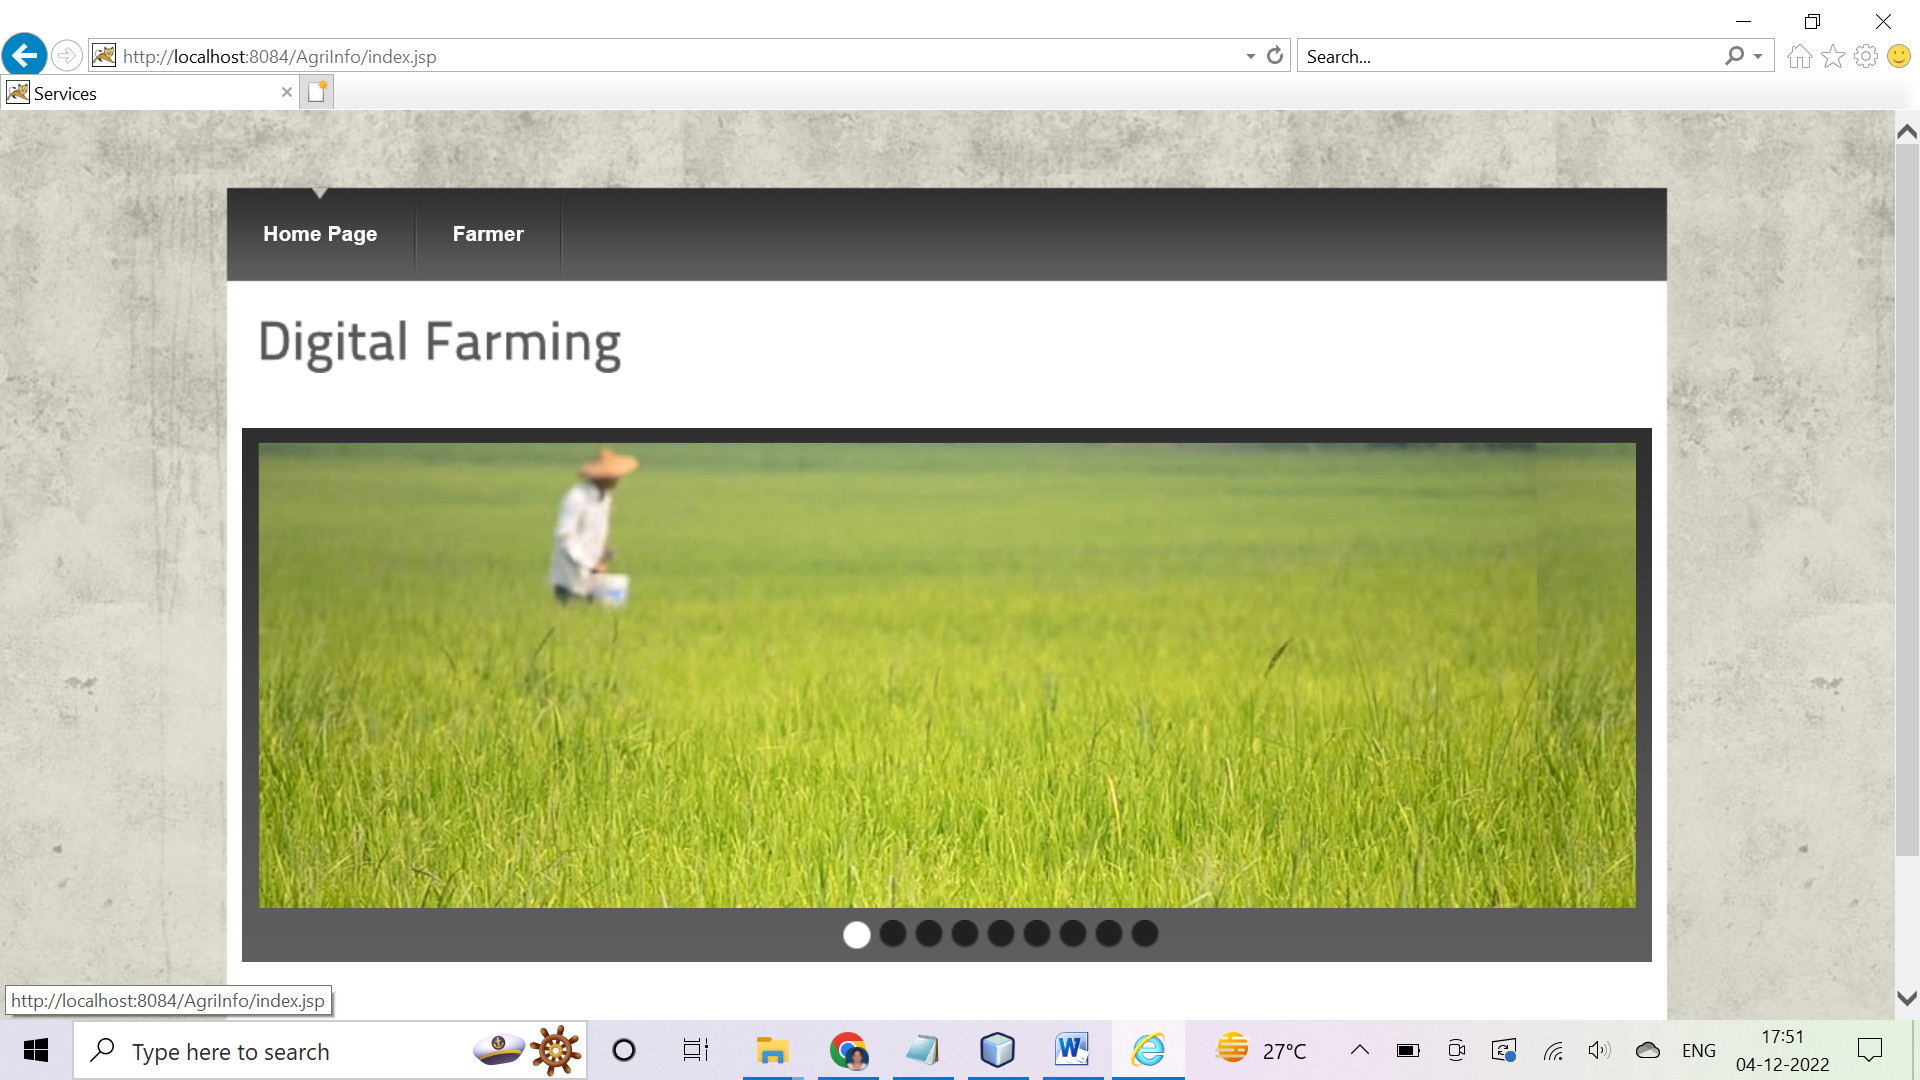 http://localhost:8084/AgriInfo/index.jsp
Search...
Services
Home Page
Farmer
Digital Farming
http://localhost:8084/AgriInfo/index.jsp
Type here to search
27°C
ENG
17:51
04-12-2022